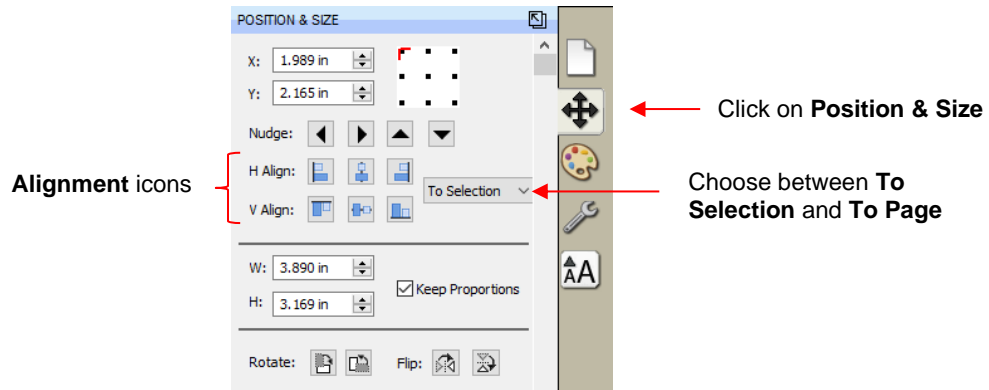 POSITION & SIZE
X: 1.989 in
Y: 2.165 in
Click on Position & Size
Nudge:
Alignment icons
H Align:
To Selection
V Align:
Choose between To
Selection and To Page
W: 3.890 in
Keep Proportions
H: 3.169 in
AA
Rotate: Flip: